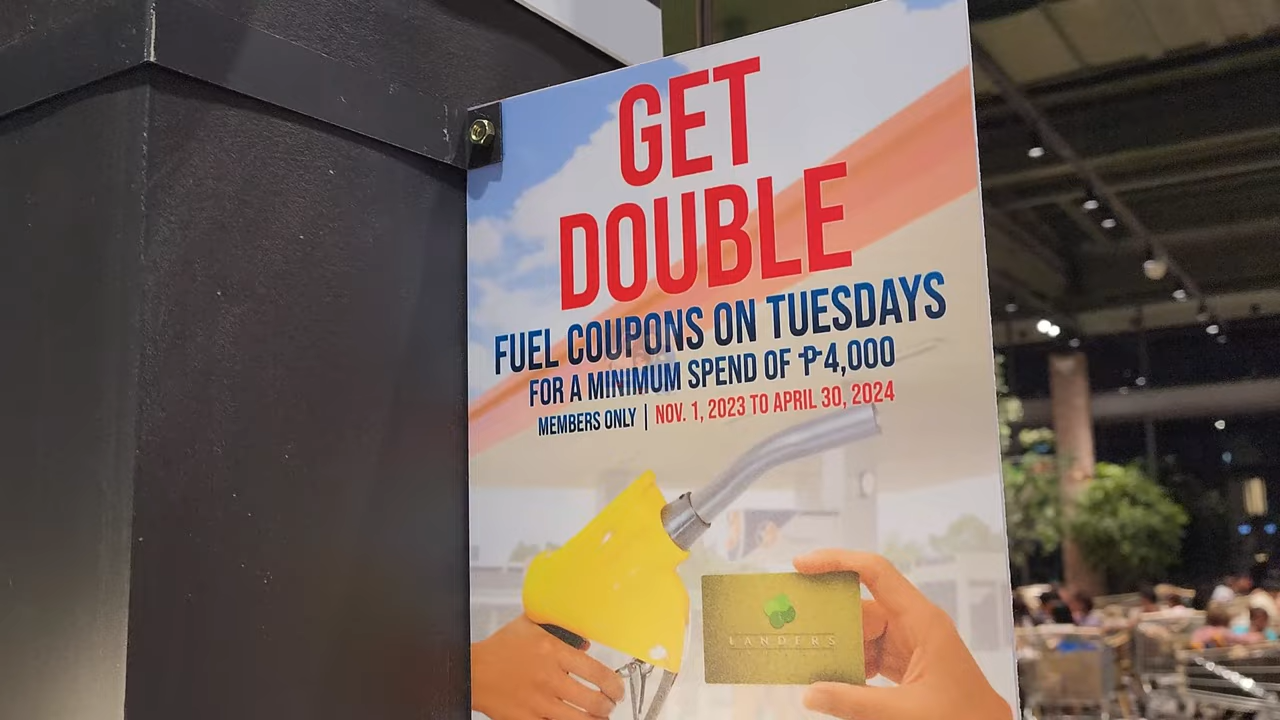 GET
DOUBLE
FUEL COUPONS ON TUESDAYS
FOR A MINIMUM SPEND OF ₱4,000
MEMBERS ONLY | NOV. 1, 2023 TO APRIL 30, 2024
LANDERS